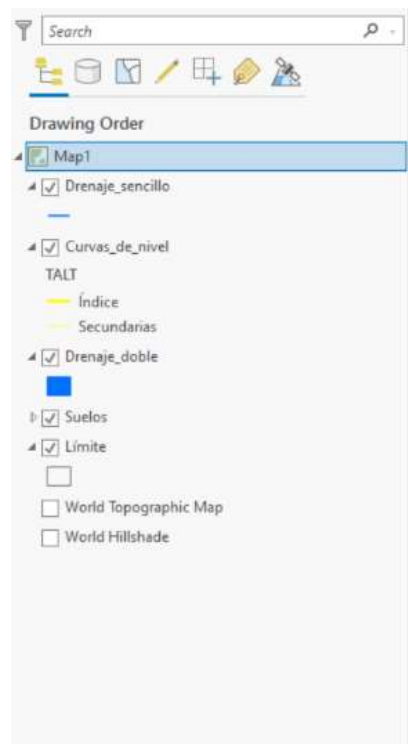 Search
Drawing Order
Map1
Drenaje_sencillo
Curvas_de_nivel
TALT
Índice
Secundarias
Drenaje_doble
Suelos
Límite
World Topographic Map
World Hillshade